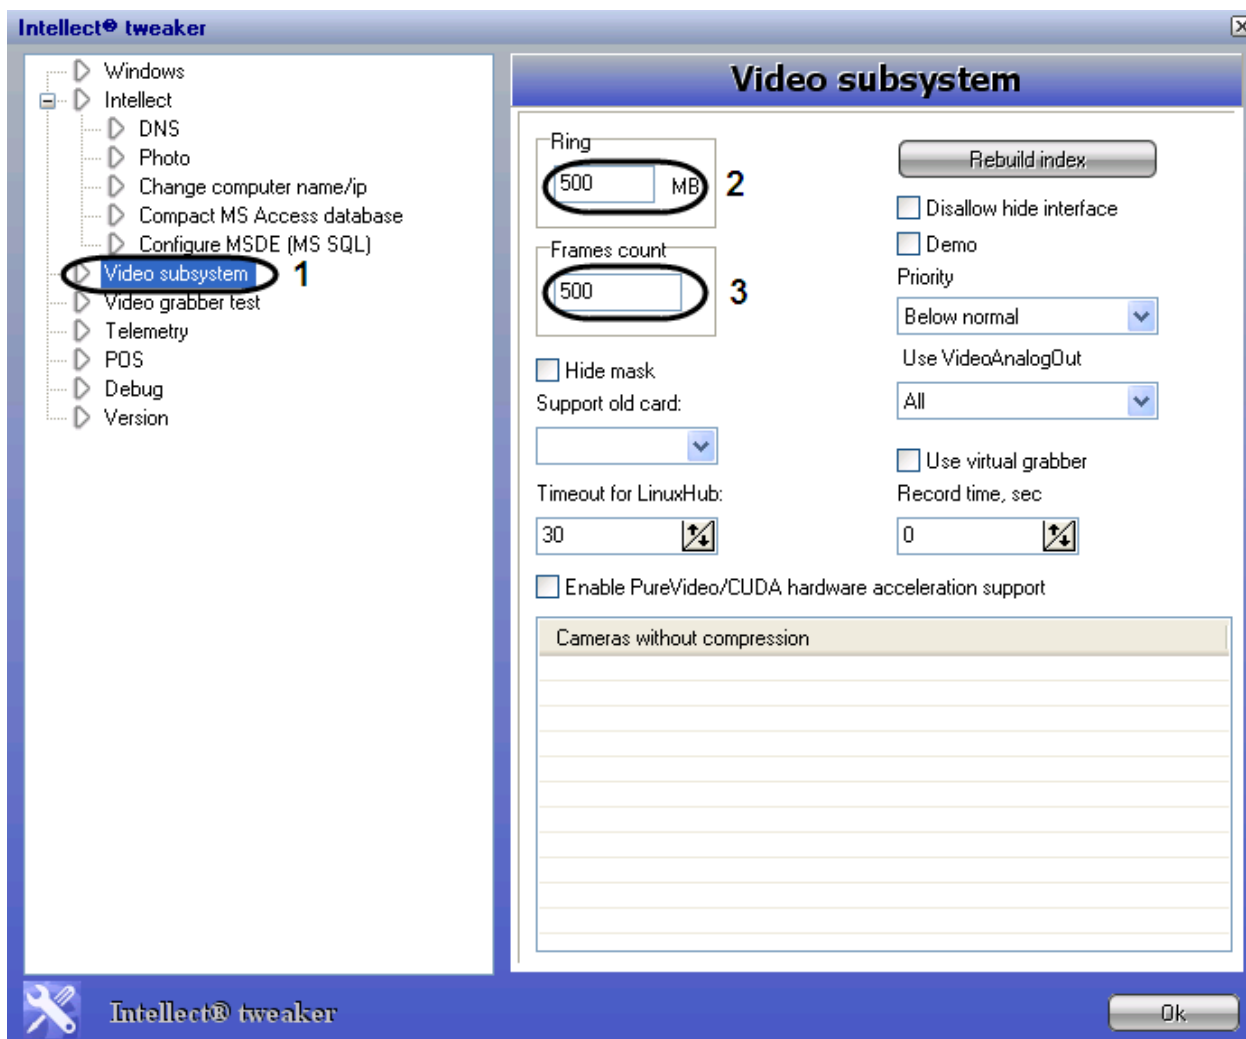 Intellect® tweaker
Windows
Intellect
DNS
Photo
Change computer name/ip
Compact MS Access database
Configure MSDE (MS SQL)
Video subsystem 1
Video grabber test
Telemetry
POS
Debug
Version
Video subsystem
Ring
500 MB 2
Frames count
500 3
Hide mask
Support old card:
Timeout for LinuxHub:
30
Rebuild index
Disallow hide interface
Demo
Priority
Below normal
Use VideoAnalogOut
All
Use virtual grabber
Record time, sec
0
Enable PureVideo/CUDA hardware acceleration support
Cameras without compression
Intellect® tweaker
Ok